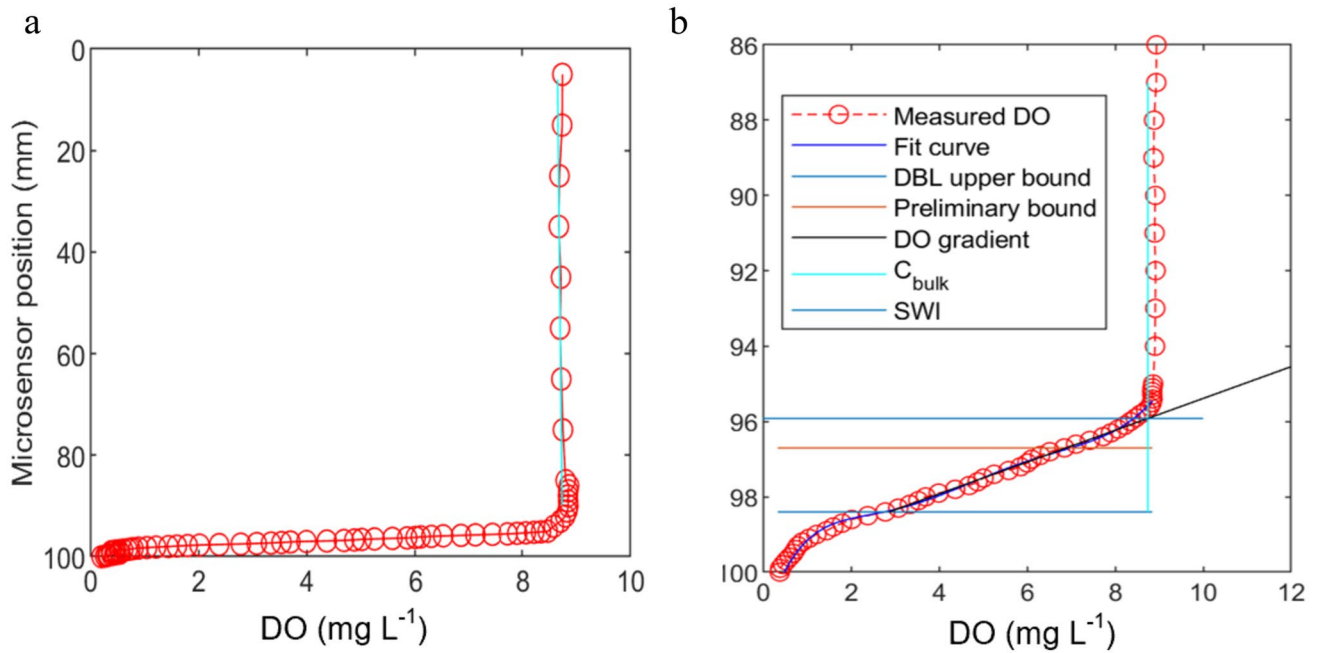 a
0
20
40
60
80
100
0
2
4
6
8
10
Microsensor position (mm)
DO (mg L⁻¹)
b
86
88
90
92
94
96
98
100
0
2
4
6
8
10
12
DO (mg L⁻¹)
Measured DO
Fit curve
DBL upper bound
Preliminary bound
DO gradient
C_bulk
SWI